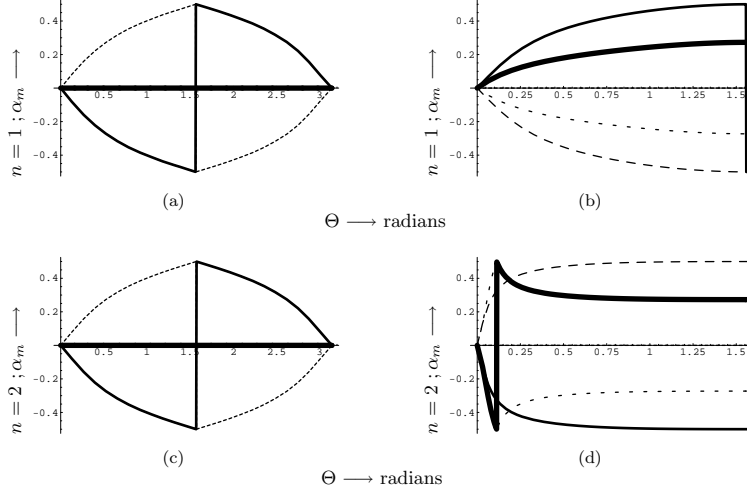 0.4
0.2
−0.2
−0.4
0.5 1 1.5 2 2.5 3
n = 1 ; α_m ⟶
(a)
0.4
0.2
−0.2
−0.4
0.25 0.5 0.75 1 1.25 1.5
n = 1 ; α_m ⟶
(b)
Θ ⟶ radians
0.4
0.2
−0.2
−0.4
0.5 1 1.5 2 2.5 3
n = 2 ; α_m ⟶
(c)
0.4
0.2
−0.2
−0.4
0.25 0.5 0.75 1 1.25 1.5
n = 2 ; α_m ⟶
(d)
Θ ⟶ radians